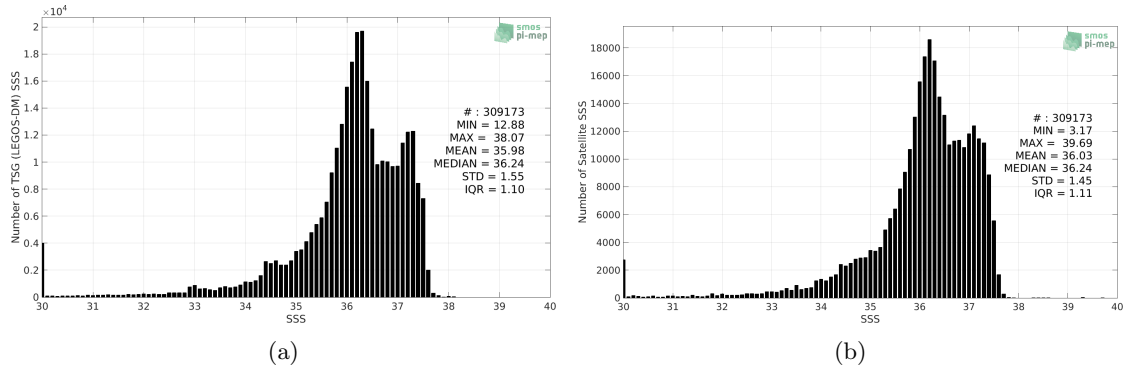 ×10⁴
2
1.8
1.6
1.4
1.2
1
0.8
0.6
0.4
0.2
0
Number of TSG (LEGOS-DM) SSS
smos
pi-mep
# : 309173
MIN = 12.88
MAX = 38.07
MEAN = 35.98
MEDIAN = 36.24
STD = 1.55
IQR = 1.10
30 31 32 33 34 35 36 37 38 39 40
SSS
(a)
18000
16000
14000
12000
10000
8000
6000
4000
2000
0
Number of Satellite SSS
smos
pi-mep
# : 309173
MIN = 3.17
MAX = 39.69
MEAN = 36.03
MEDIAN = 36.24
STD = 1.45
IQR = 1.11
30 31 32 33 34 35 36 37 38 39 40
SSS
(b)